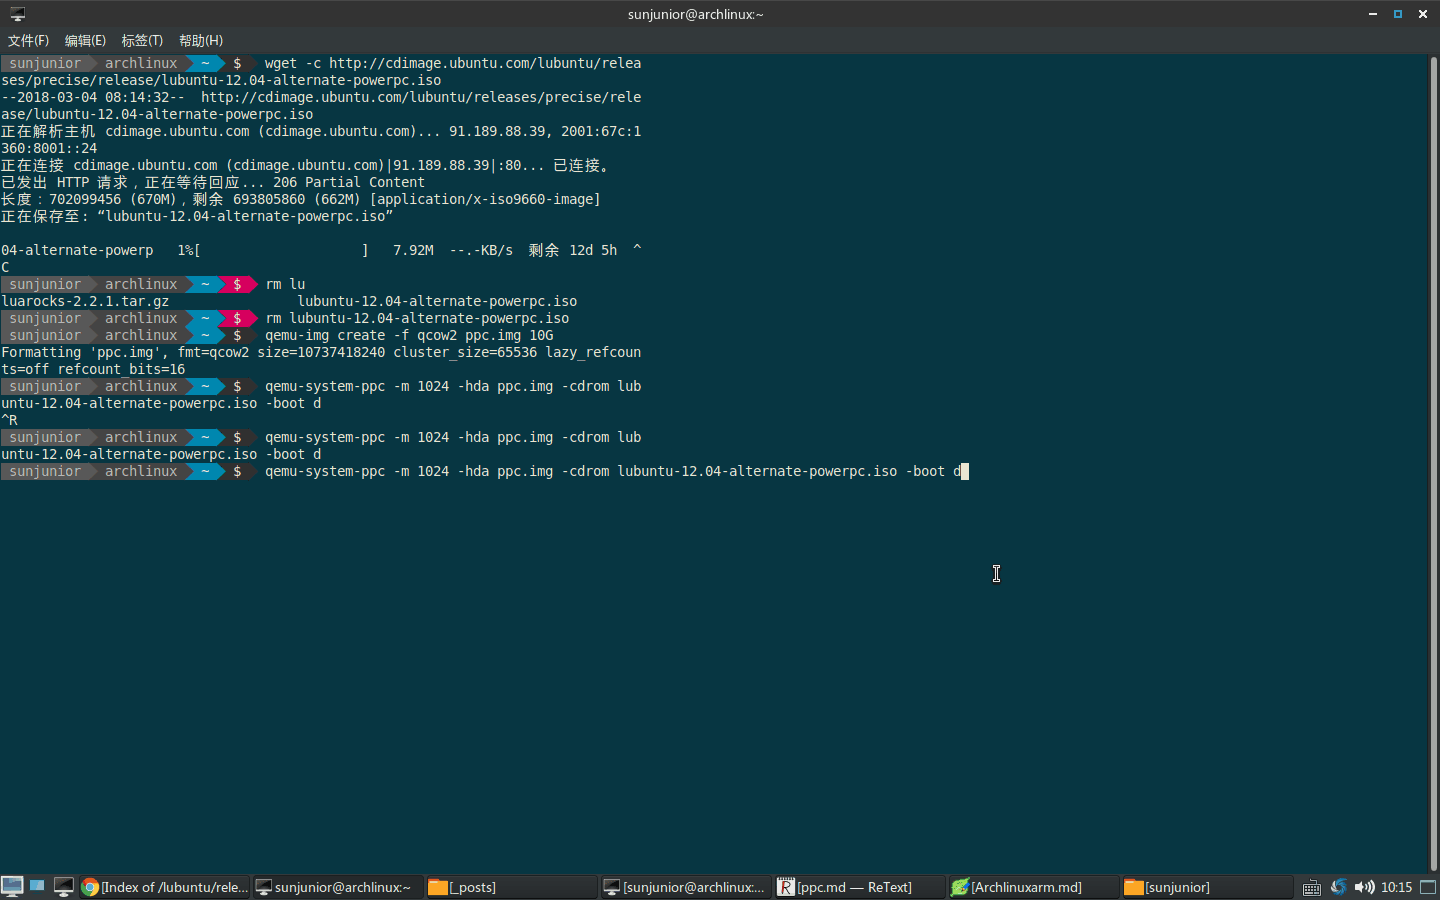 sunjunior@archlinux:~
文件(F) 编辑(E) 标签(T) 帮助(H)
sunjunior archlinux ~ $ wget -c http://cdimage.ubuntu.com/lubuntu/relea
ses/precise/release/lubuntu-12.04-alternate-powerpc.iso
--2018-03-04 08:14:32-- http://cdimage.ubuntu.com/lubuntu/releases/precise/rele
ase/lubuntu-12.04-alternate-powerpc.iso
正在解析主机 cdimage.ubuntu.com (cdimage.ubuntu.com)... 91.189.88.39, 2001:67c:1
360:8001::24
正在连接 cdimage.ubuntu.com (cdimage.ubuntu.com)|91.189.88.39|:80... 已连接。
已发出 HTTP 请求，正在等待回应... 206 Partial Content
长度：702099456 (670M)，剩余 693805860 (662M) [application/x-iso9660-image]
正在保存至: “lubuntu-12.04-alternate-powerpc.iso”
04-alternate-powerp 1%[ ] 7.92M --.-KB/s 剩余 12d 5h ^
C
sunjunior archlinux ~ $ rm lu
luarocks-2.2.1.tar.gz lubuntu-12.04-alternate-powerpc.iso
sunjunior archlinux ~ $ rm lubuntu-12.04-alternate-powerpc.iso
sunjunior archlinux ~ $ qemu-img create -f qcow2 ppc.img 10G
Formatting 'ppc.img', fmt=qcow2 size=10737418240 cluster_size=65536 lazy_refcoun
ts=off refcount_bits=16
sunjunior archlinux ~ $ qemu-system-ppc -m 1024 -hda ppc.img -cdrom lub
untu-12.04-alternate-powerpc.iso -boot d
^R
sunjunior archlinux ~ $ qemu-system-ppc -m 1024 -hda ppc.img -cdrom lub
untu-12.04-alternate-powerpc.iso -boot d
sunjunior archlinux ~ $ qemu-system-ppc -m 1024 -hda ppc.img -cdrom lubuntu-12.04-alternate-powerpc.iso -boot d
[Index of /lubuntu/rele... sunjunior@archlinux:~ [_posts] [sunjunior@archlinux:... [ppc.md — ReText] [Archlinuxarm.md] [sunjunior] 10:15